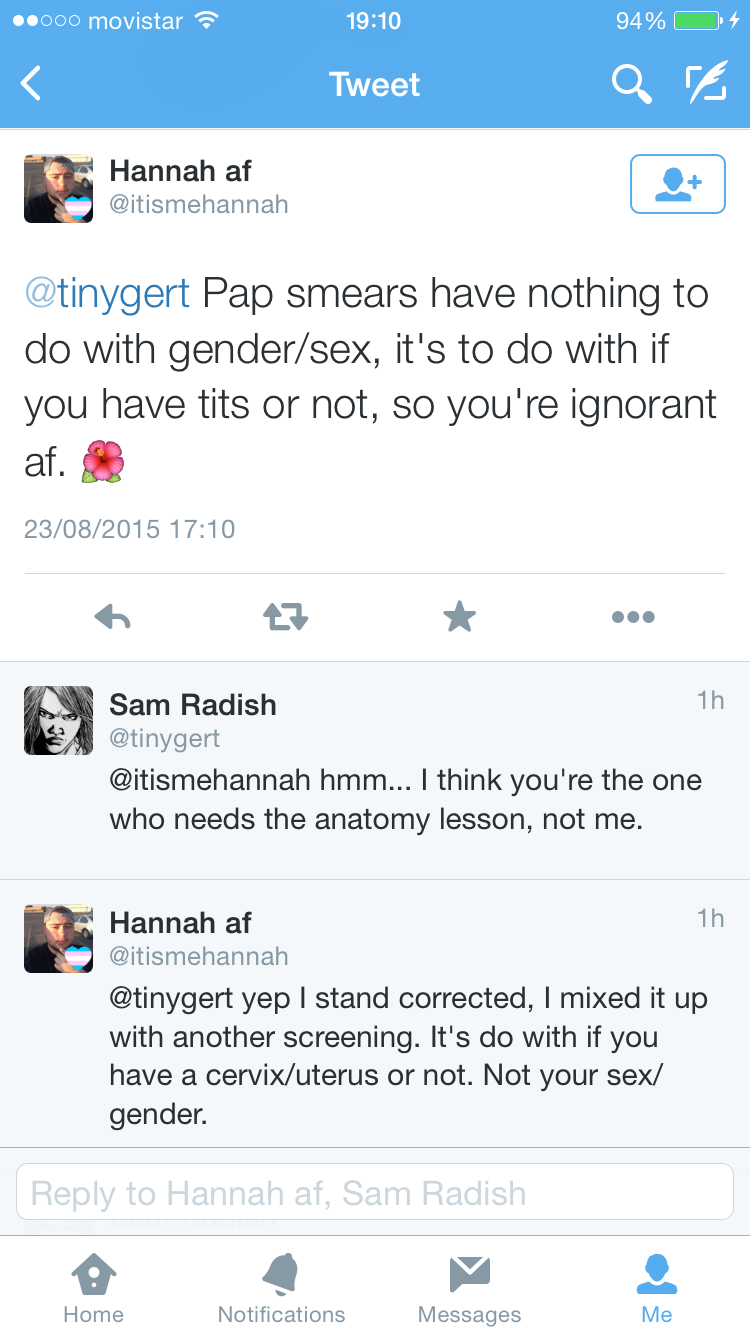 movistar 19:10 94%
Tweet
Hannah af
@itismehannah
@tinygert Pap smears have nothing to
do with gender/sex, it's to do with if
you have tits or not, so you're ignorant
af. 🌺
23/08/2015 17:10
Sam Radish 1h
@tinygert
@itismehannah hmm... I think you're the one
who needs the anatomy lesson, not me.
Hannah af 1h
@itismehannah
@tinygert yep I stand corrected, I mixed it up
with another screening. It's do with if you
have a cervix/uterus or not. Not your sex/
gender.
Reply to Hannah af, Sam Radish
Home Notifications Messages Me